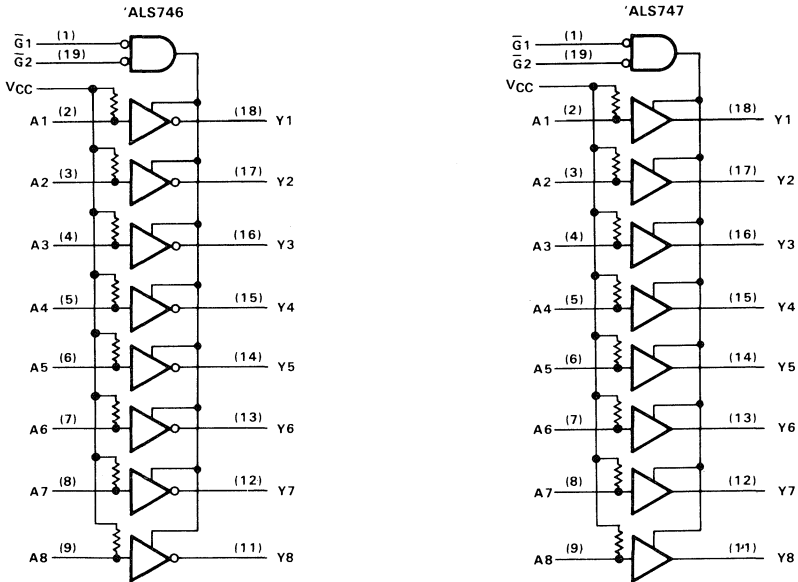 'ALS746
G̅1 (1)
G̅2 (19)
VCC
A1 (2) (18) Y1
A2 (3) (17) Y2
A3 (4) (16) Y3
A4 (5) (15) Y4
A5 (6) (14) Y5
A6 (7) (13) Y6
A7 (8) (12) Y7
A8 (9) (11) Y8
'ALS747
G̅1 (1)
G̅2 (19)
VCC
A1 (2) (18) Y1
A2 (3) (17) Y2
A3 (4) (16) Y3
A4 (5) (15) Y4
A5 (6) (14) Y5
A6 (7) (13) Y6
A7 (8) (12) Y7
A8 (9) (11) Y8